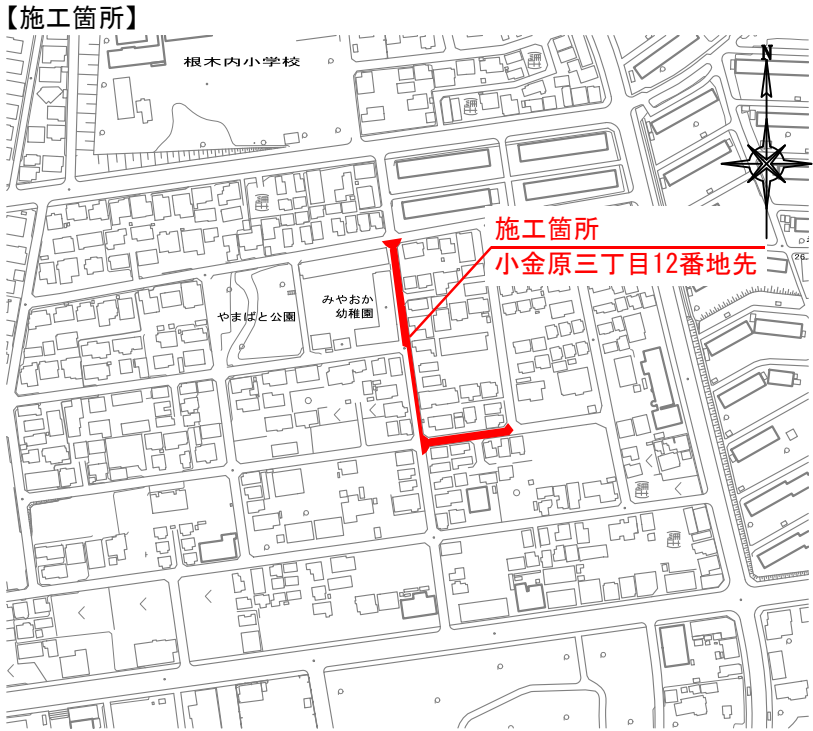 【施工箇所】
根木内小学校
N
施工箇所
小金原三丁目12番地先
26
みやおか
幼稚園
やまばと公園